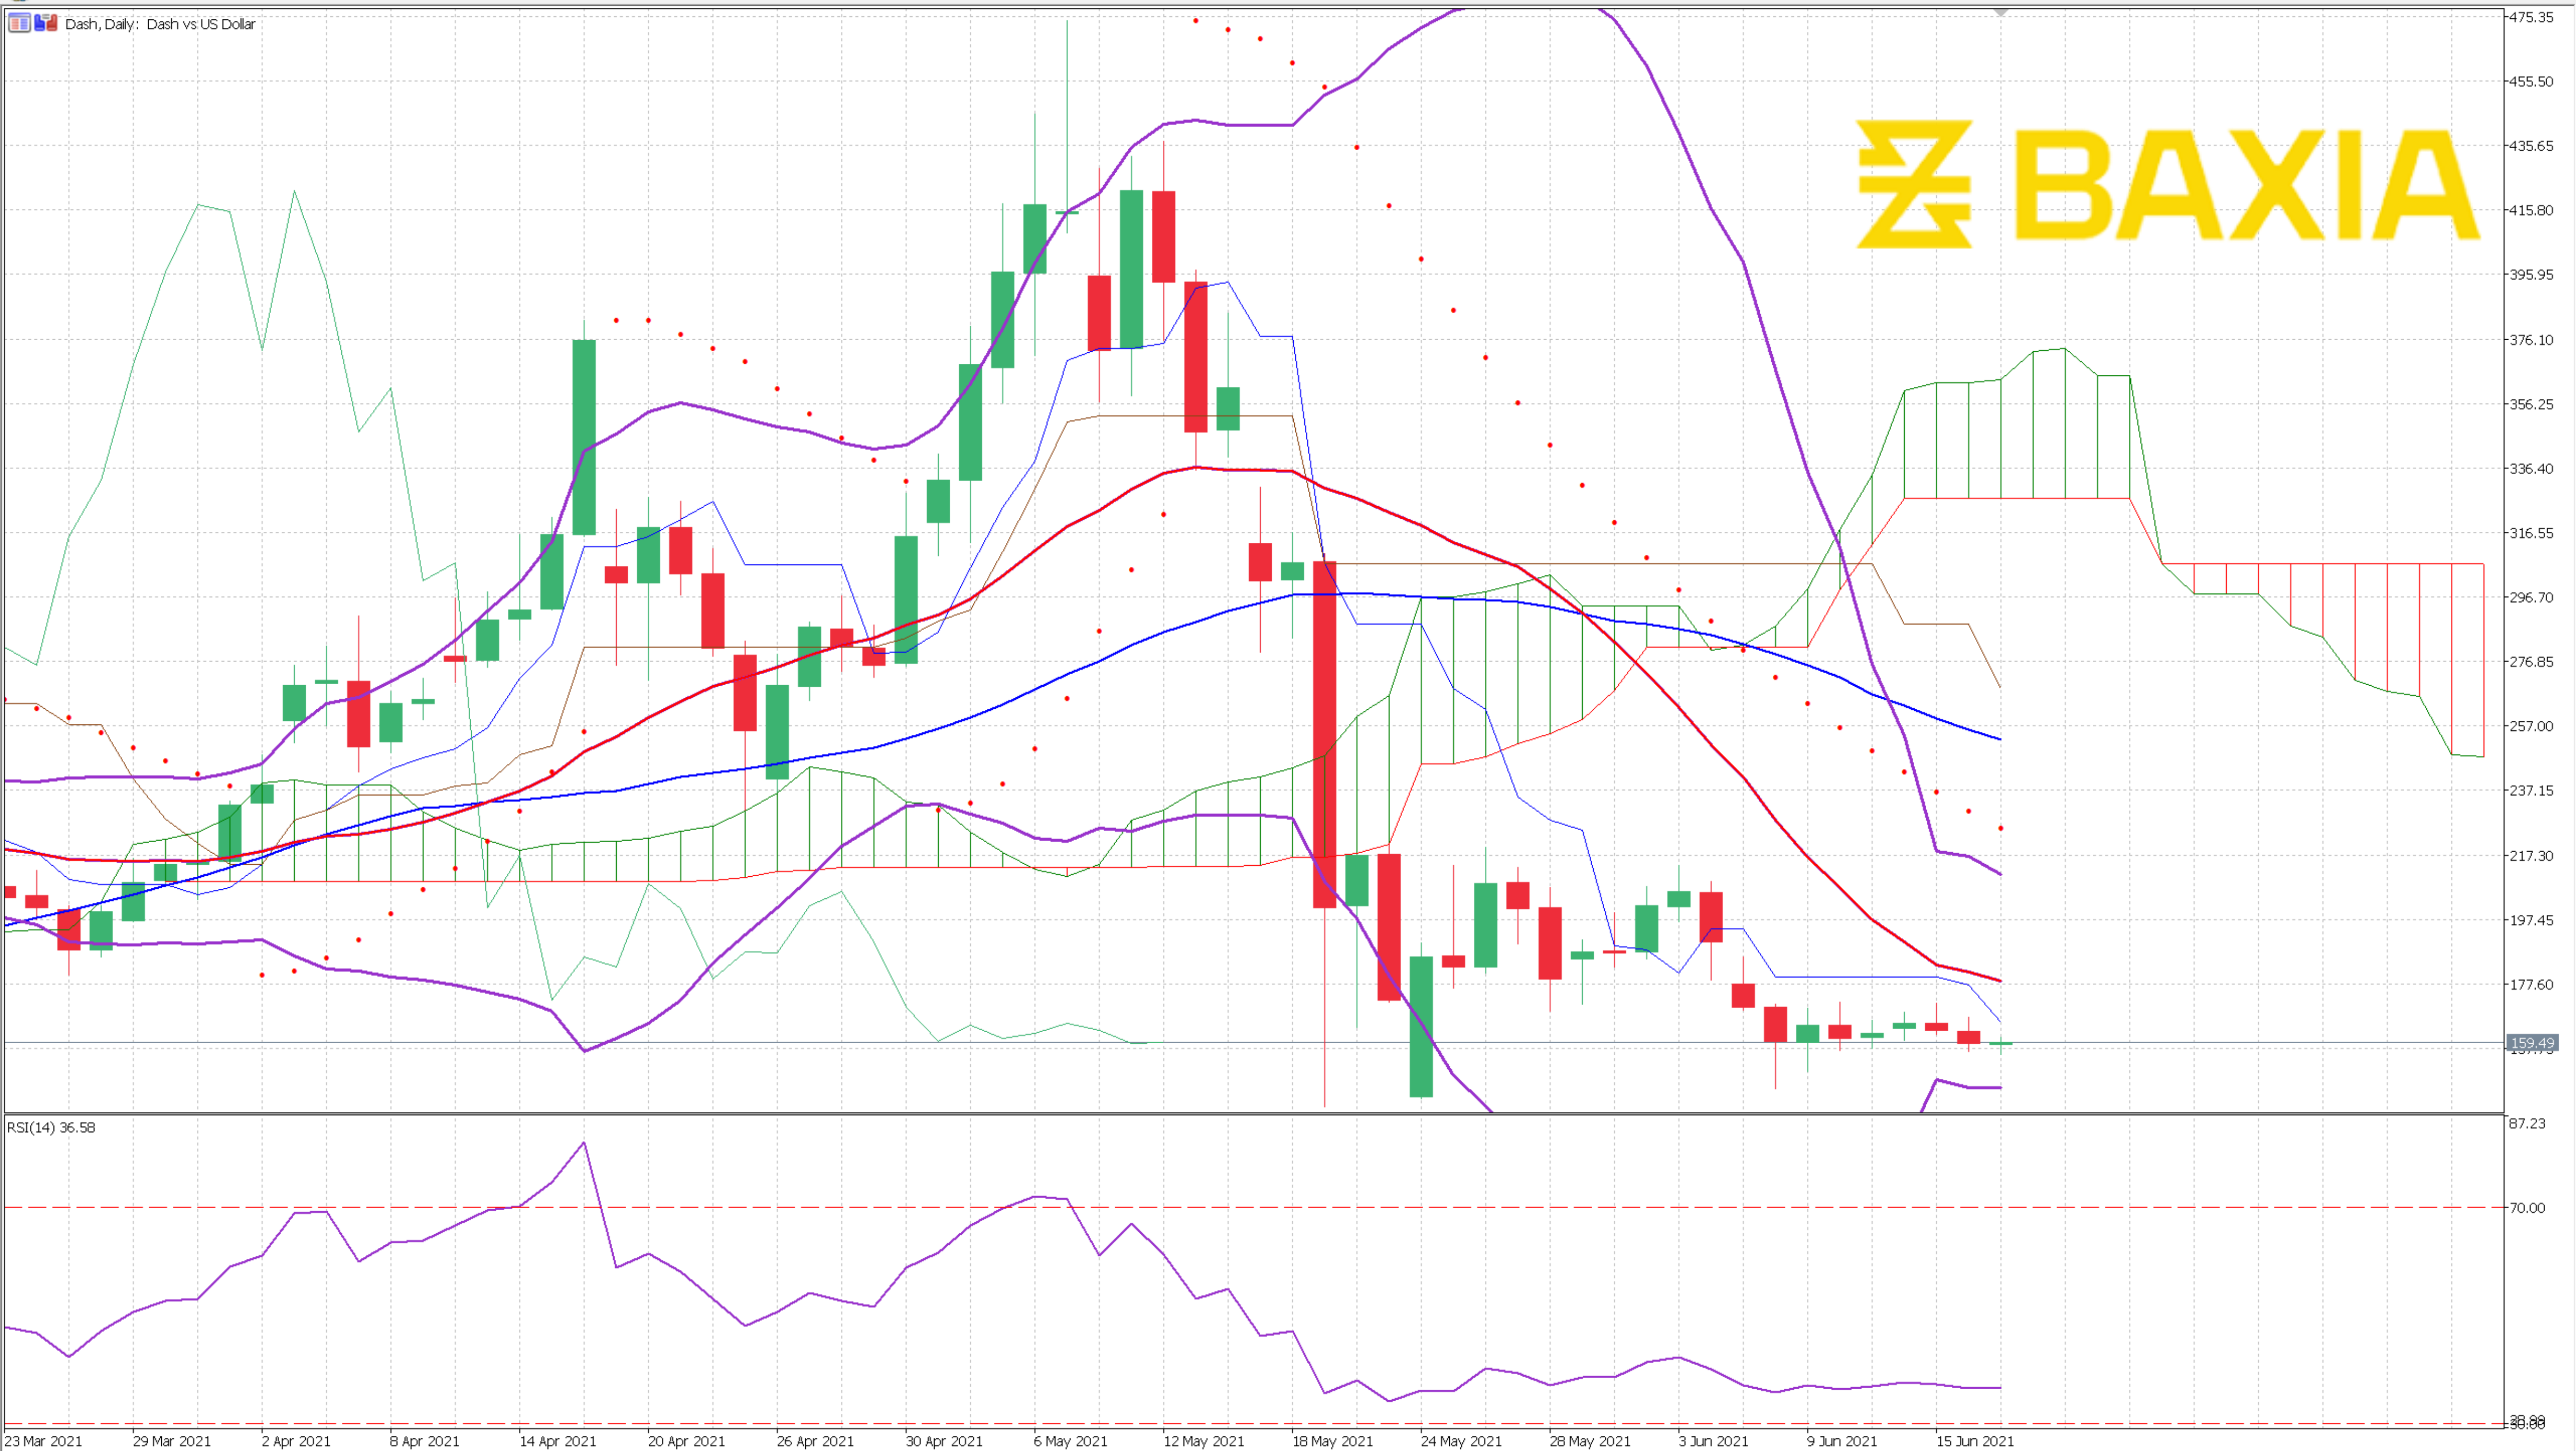 Dash, Daily: Dash vs US Dollar
BAXIA
475.35
455.50
435.65
415.80
395.95
376.10
356.25
336.40
316.55
296.70
276.85
257.00
237.15
217.30
197.45
177.60
159.49
RSI(14) 36.58
87.23
70.00
23 Mar 2021
29 Mar 2021
2 Apr 2021
8 Apr 2021
14 Apr 2021
20 Apr 2021
26 Apr 2021
30 Apr 2021
6 May 2021
12 May 2021
18 May 2021
24 May 2021
28 May 2021
3 Jun 2021
9 Jun 2021
15 Jun 2021